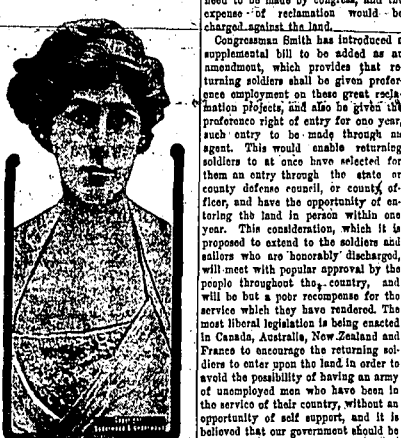 need to be made by congress, and the
expense of reclamation would be
charged against the land.
Congressman Smith has introduced a
supplemental bill to be added as an
amendment, which provides that re-
turning soldiers shall be given prefer-
ence employment on these great recla-
mation projects, and also be given the
preference right of entry for one year,
such entry to be made through an
agent. This would enable returning
soldiers to at once have selected for
them an entry through the state or
county defense council, or county of-
ficer, and have the opportunity of en-
tering the land in person within one
year. This consideration, which it is
proposed to extend to the soldiers and
sailors who are honorably discharged,
will meet with popular approval by the
people throughout the country, and
will be but a poor recompense for the
service which they have rendered. The
most liberal legislation is being enacted
in Canada, Australia, New Zealand and
France to encourage the returning sol-
diers to enter upon the land in order to
avoid the possibility of having an army
of unemployed men who have been in
the service of their country, without an
opportunity of self support, and it is
believed that our government should be